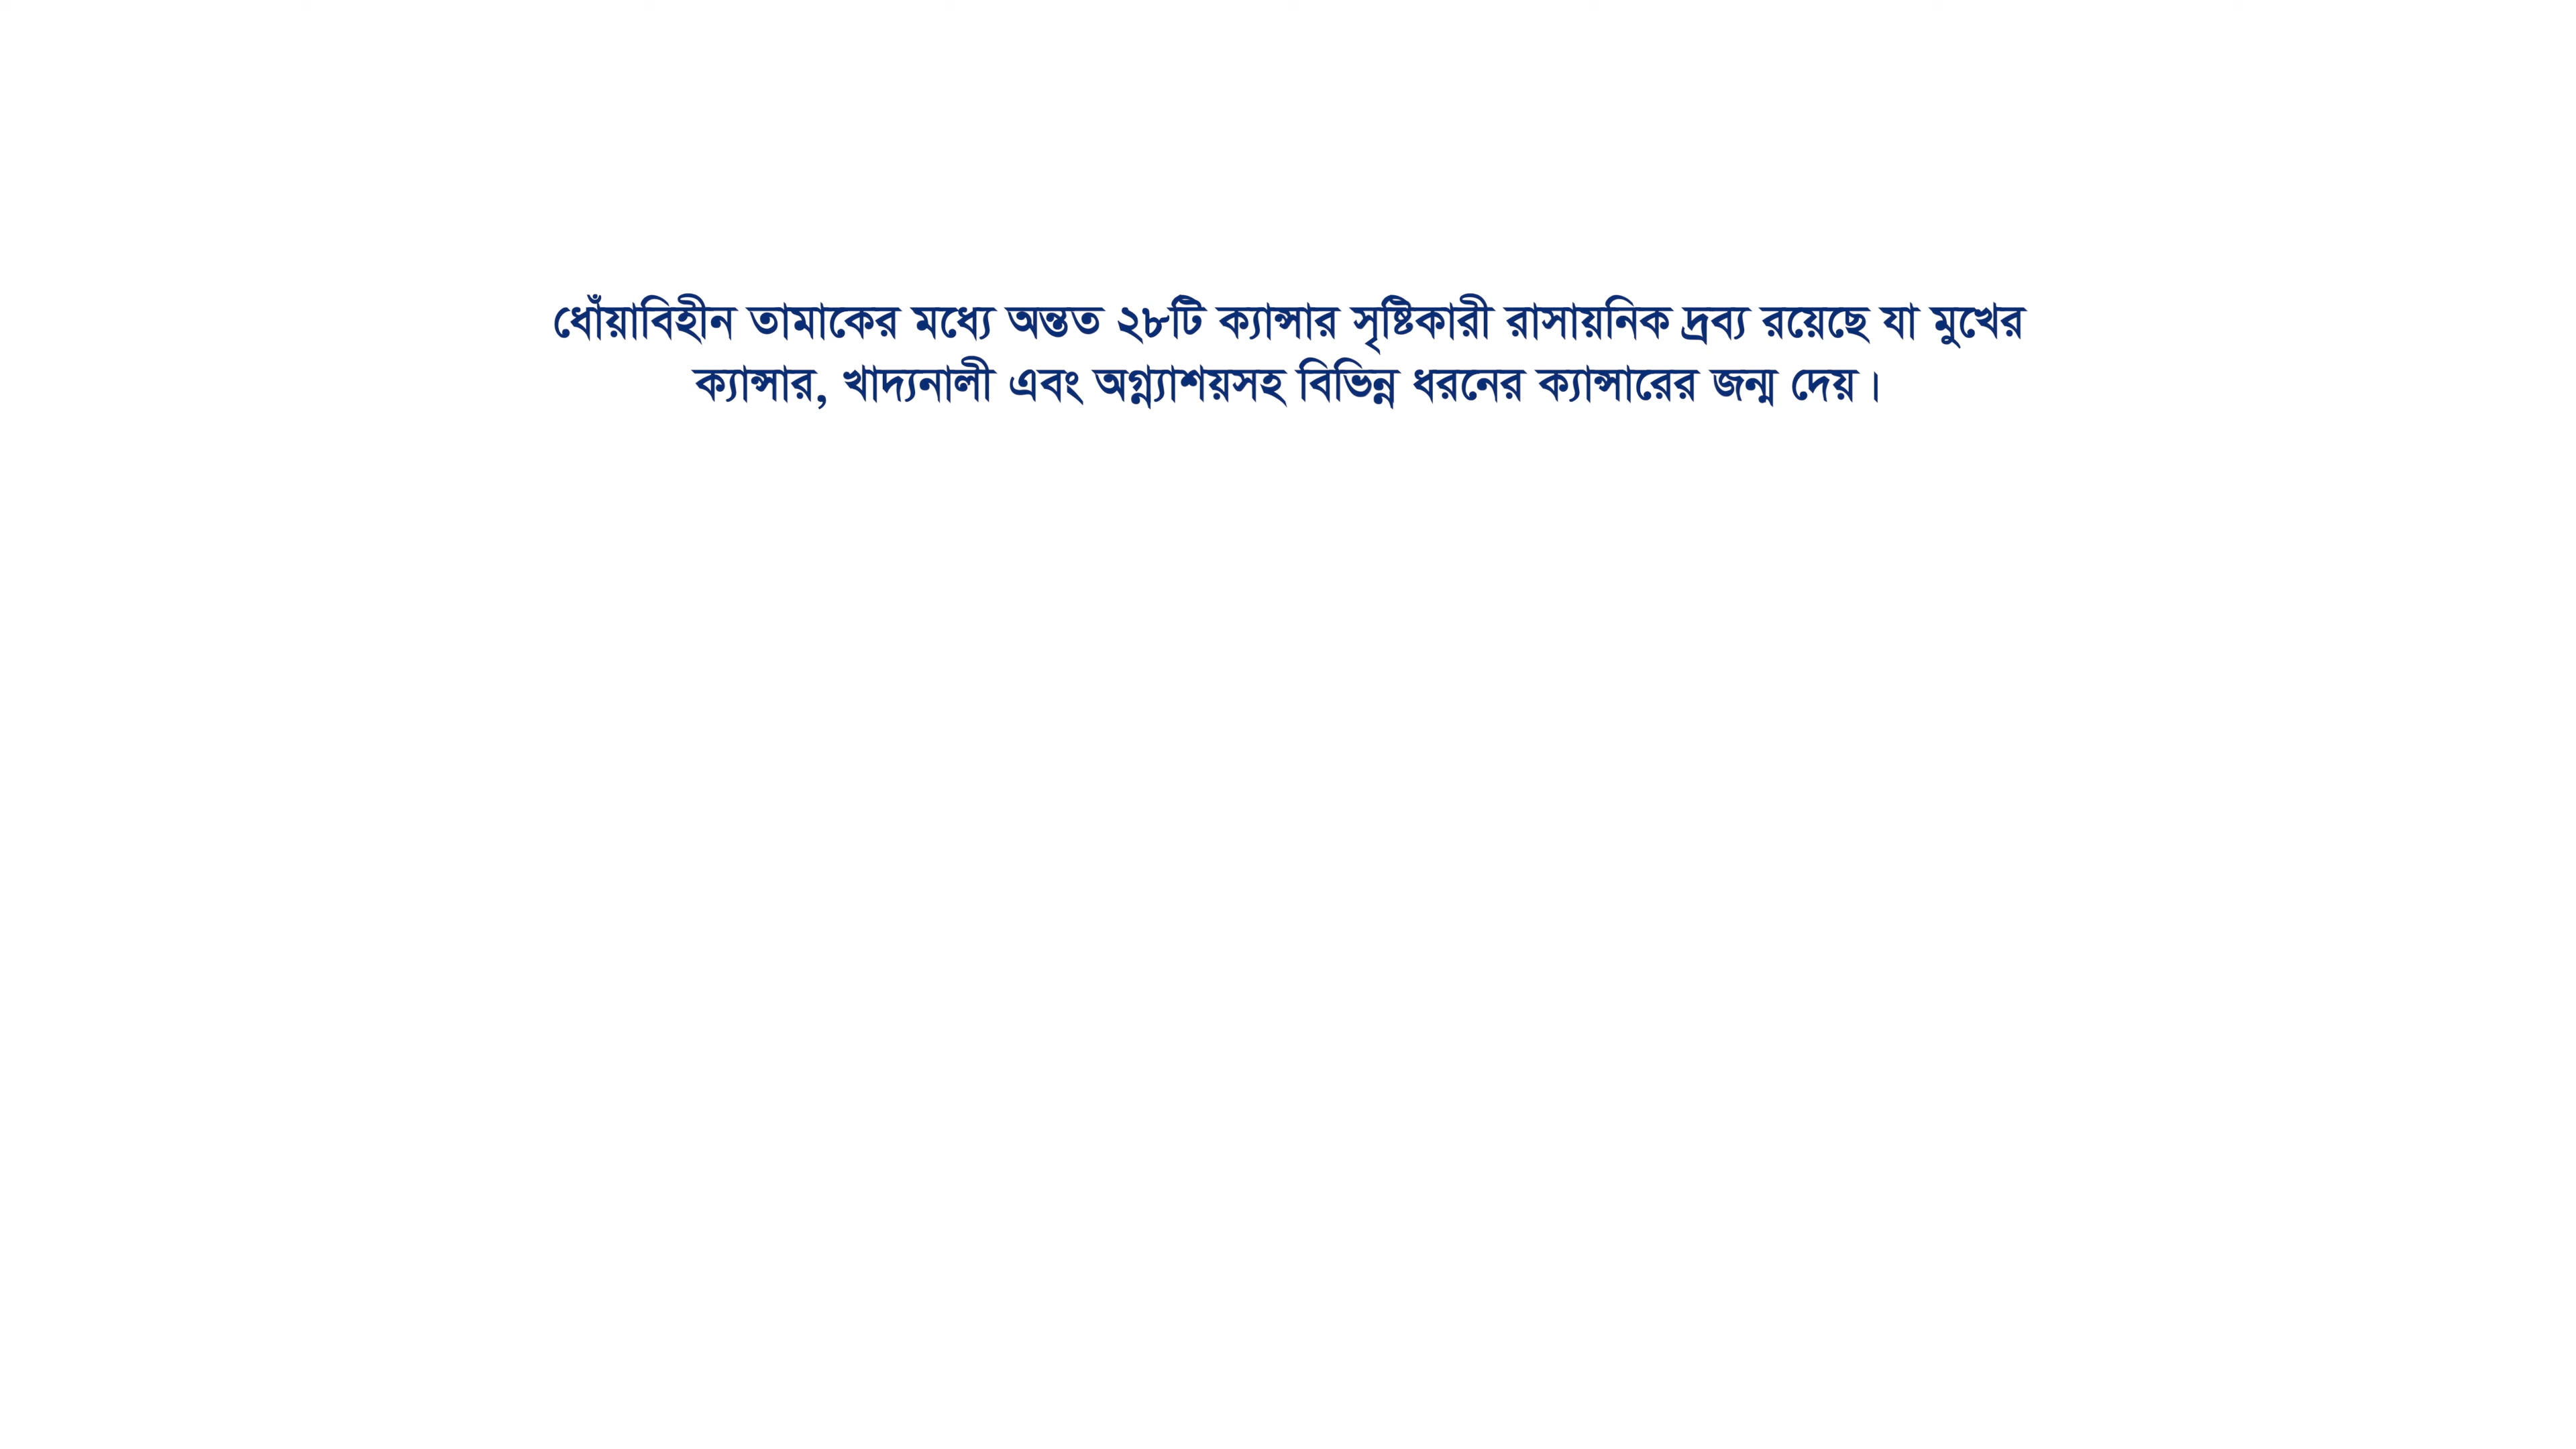 ধোঁয়াবিহীন তামাকের মধ্যে অন্তত ২৮টি ক্যান্সার সৃষ্টিকারী রাসায়নিক দ্রব্য রয়েছে যা মুখের
ক্যান্সার, খাদ্যনালী এবং অগ্ন্যাশয়সহ বিভিন্ন ধরনের ক্যান্সারের জন্ম দেয়।